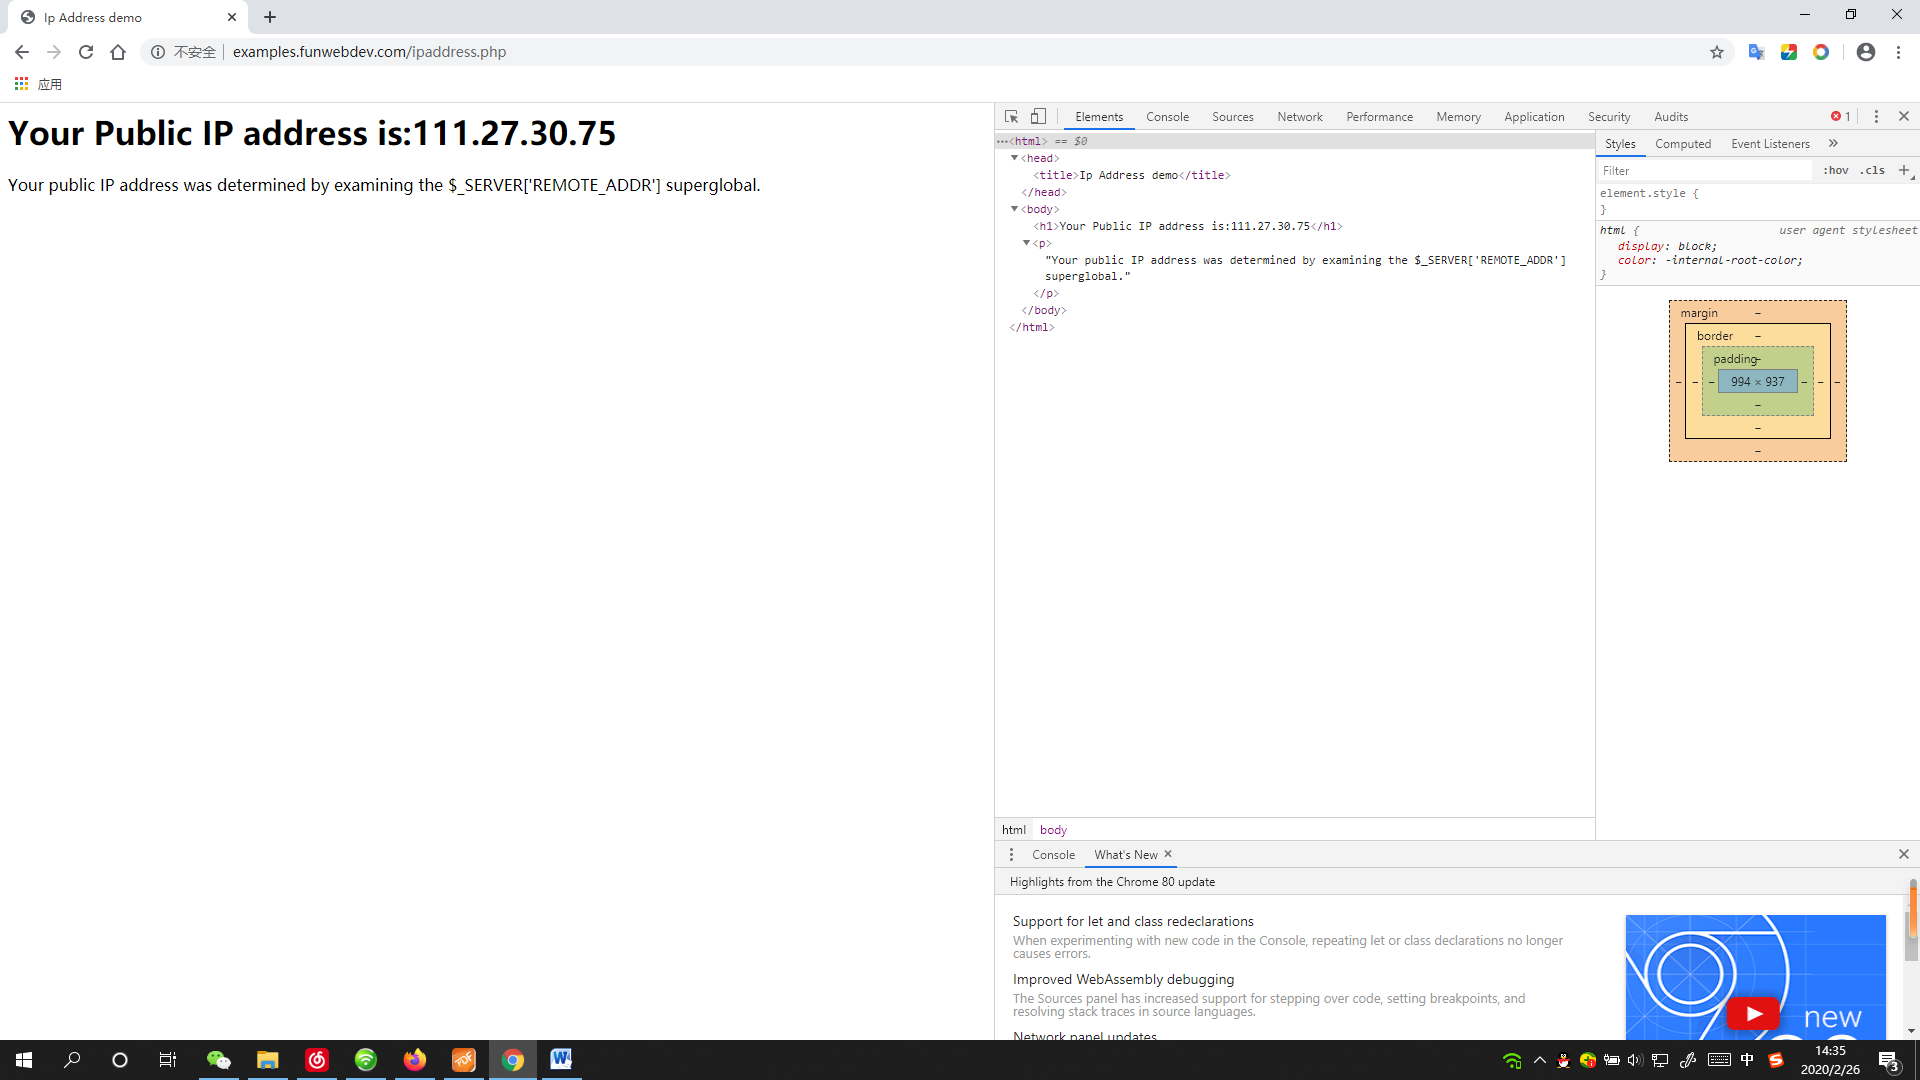 Ip Address demo
不安全 examples.funwebdev.com/ipaddress.php
应用
Your Public IP address is:111.27.30.75
Your public IP address was determined by examining the $_SERVER['REMOTE_ADDR'] superglobal.
Elements Console Sources Network Performance Memory Application Security Audits 1
<html> == $0
<head>
<title>Ip Address demo</title>
</head>
<body>
<h1>Your Public IP address is:111.27.30.75</h1>
<p>
"Your public IP address was determined by examining the $_SERVER['REMOTE_ADDR']
superglobal."
</p>
</body>
</html>
html body
Styles Computed Event Listeners »
Filter :hov .cls +
element.style {
}
html { user agent stylesheet
display: block;
color: -internal-root-color;
}
margin –
border –
padding –
– – – 994 × 937 – – –
–
–
–
Console What's New
Highlights from the Chrome 80 update
Support for let and class redeclarations
When experimenting with new code in the Console, repeating let or class declarations no longer
causes errors.
Improved WebAssembly debugging
The Sources panel has increased support for stepping over code, setting breakpoints, and
resolving stack traces in source languages.
Network panel updates
new
PDF
W
中
S
14:35
2020/2/26
3